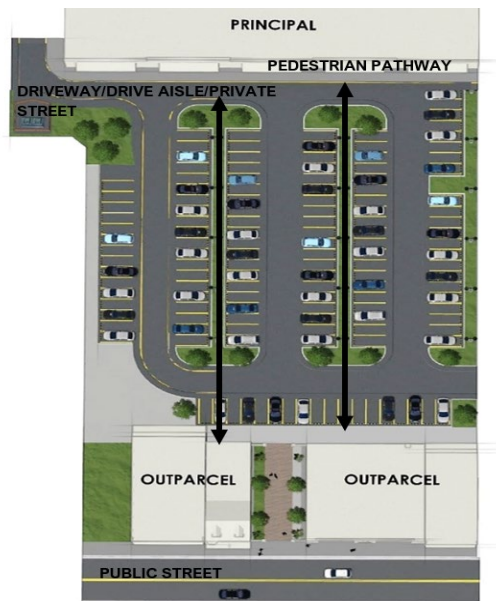 PRINCIPAL
PEDESTRIAN PATHWAY
DRIVEWAY/DRIVE AISLE/PRIVATE
STREET
OUTPARCEL
OUTPARCEL
PUBLIC STREET